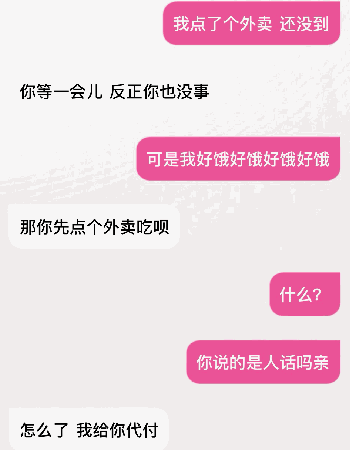 我点了个外卖 还没到
你等一会儿 反正你也没事
可是我好饿好饿好饿好饿
那你先点个外卖吃呗
什么?
你说的是人话吗亲
怎么了 我给你代付